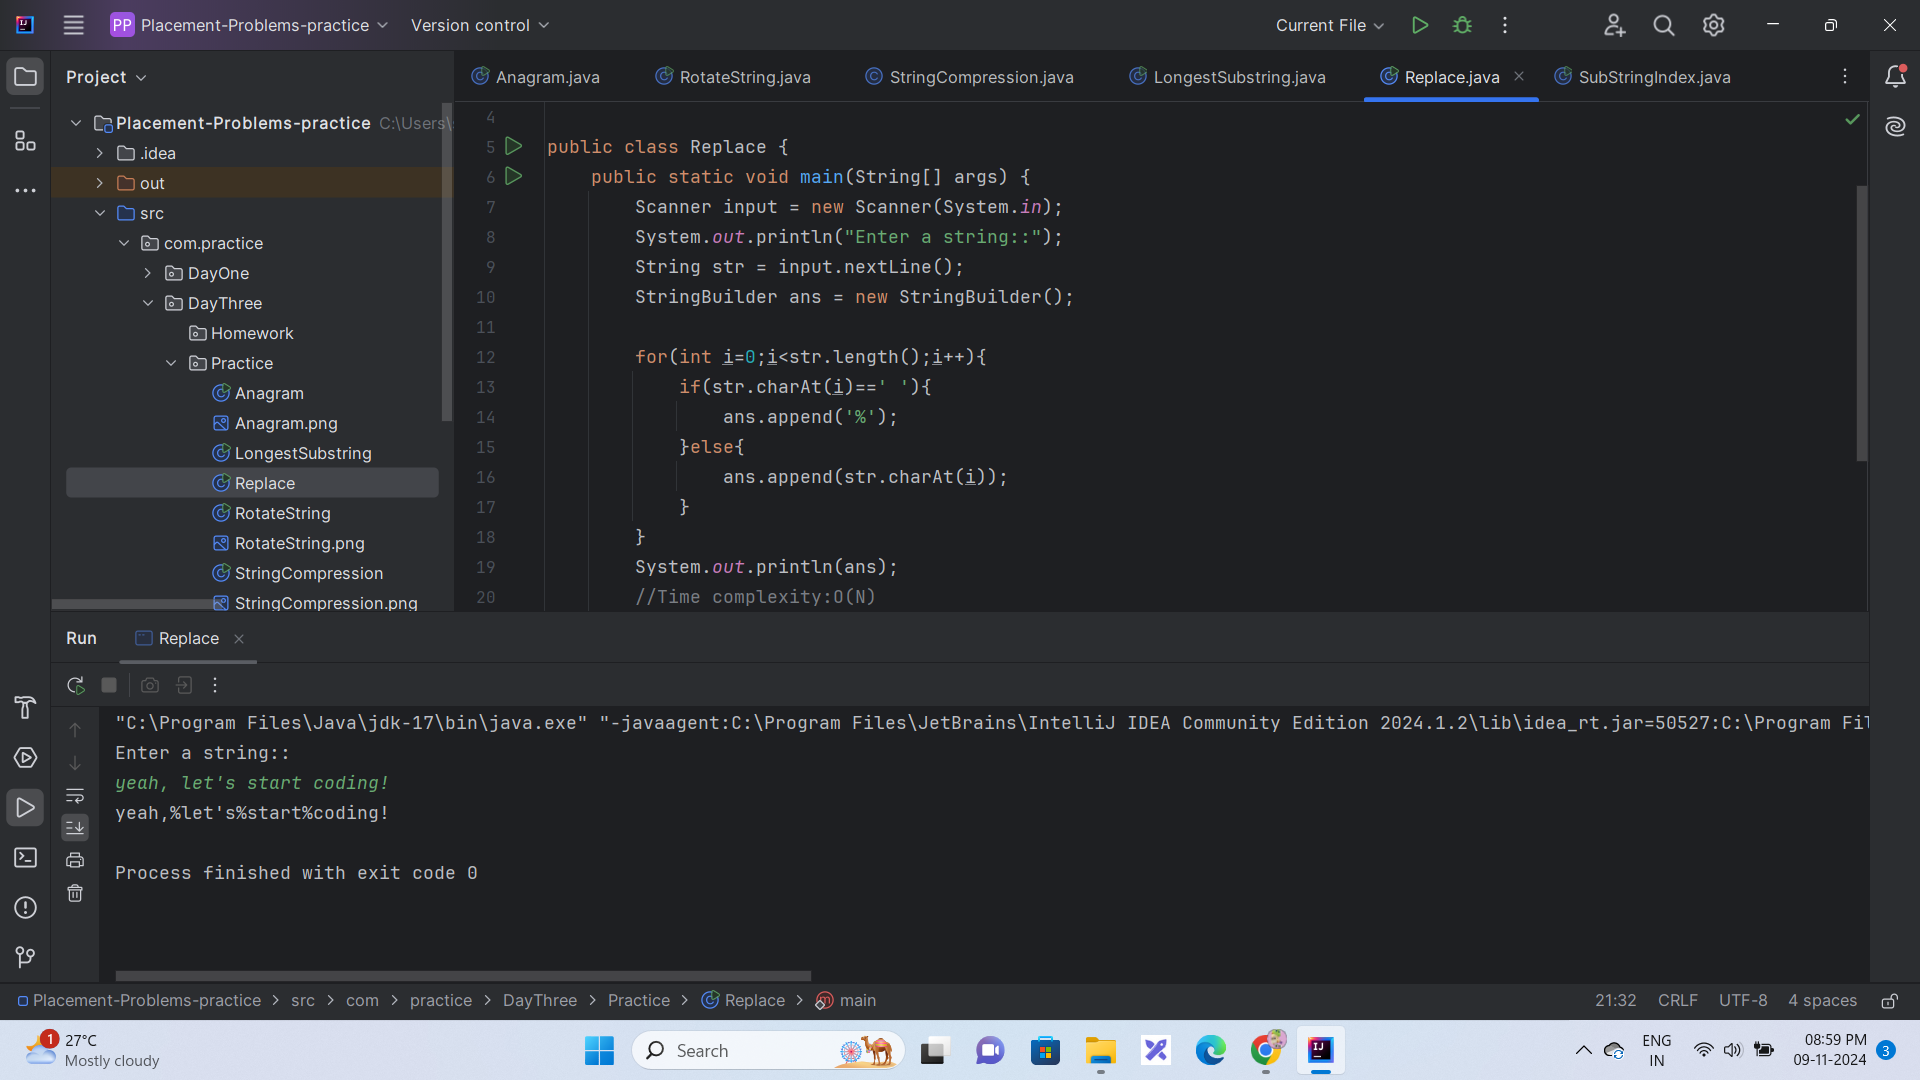 PP Placement-Problems-practice Version control Current File
Project
Anagram.java RotateString.java StringCompression.java LongestSubstring.java Replace.java SubStringIndex.java
Placement-Problems-practice C:\Users\
.idea
out
src
com.practice
DayOne
DayThree
Homework
Practice
Anagram
Anagram.png
LongestSubstring
Replace
RotateString
RotateString.png
StringCompression
StringCompression.png
4
5 public class Replace {
6 public static void main(String[] args) {
7 Scanner input = new Scanner(System.in);
8 System.out.println("Enter a string::");
9 String str = input.nextLine();
10 StringBuilder ans = new StringBuilder();
11
12 for(int i=0;i<str.length();i++){
13 if(str.charAt(i)==' '){
14 ans.append('%');
15 }else{
16 ans.append(str.charAt(i));
17 }
18 }
19 System.out.println(ans);
20 //Time complexity:O(N)
Run Replace
"C:\Program Files\Java\jdk-17\bin\java.exe" "-javaagent:C:\Program Files\JetBrains\IntelliJ IDEA Community Edition 2024.1.2\lib\idea_rt.jar=50527:C:\Program Fil
Enter a string::
yeah, let's start coding!
yeah,%let's%start%coding!
Process finished with exit code 0
Placement-Problems-practice > src > com > practice > DayThree > Practice > Replace > main 21:32 CRLF UTF-8 4 spaces
1 27°C
Mostly cloudy
Search
ENG
IN
08:59 PM
09-11-2024
3